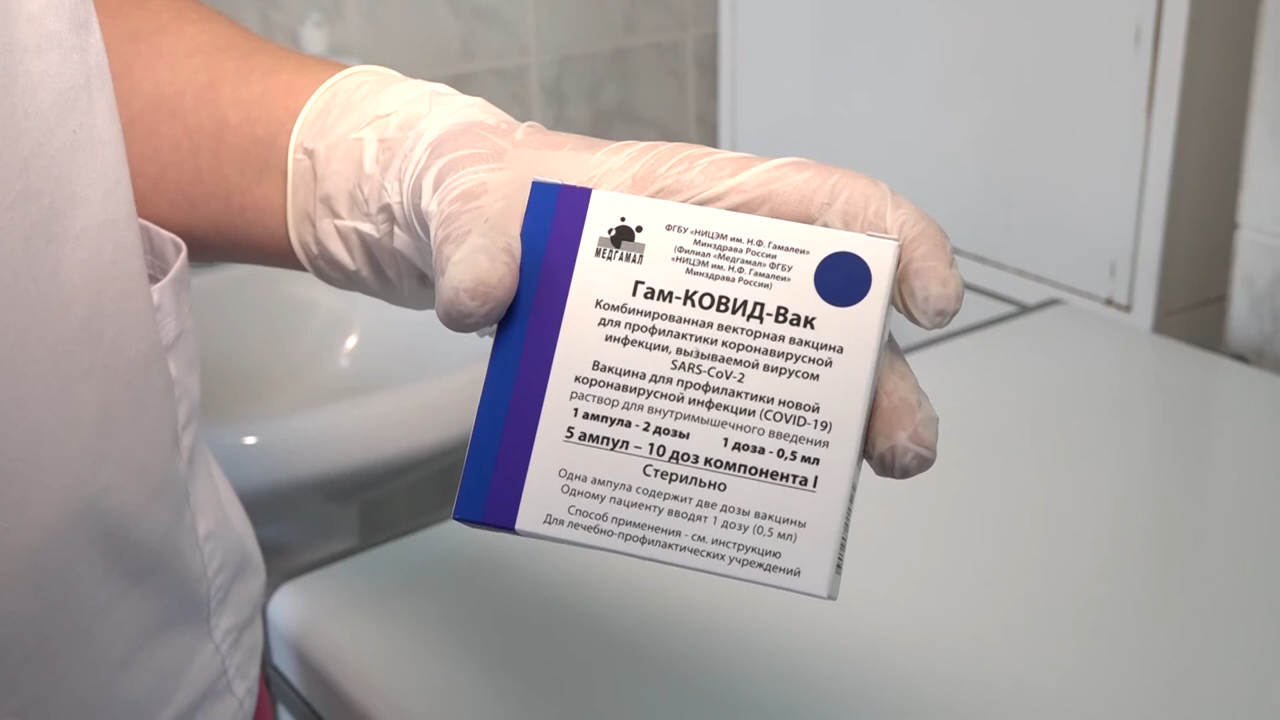 МЕДГАМАЛ
ФГБУ «НИЦЭМ им. Н.Ф. Гамалеи»
Минздрава России
(Филиал «Медгамал» ФГБУ
«НИЦЭМ им. Н.Ф. Гамалеи»
Минздрава России)
Гам-КОВИД-Вак
Комбинированная векторная вакцина
для профилактики коронавирусной
инфекции, вызываемой вирусом
SARS-CoV-2
Вакцина для профилактики новой
коронавирусной инфекции (COVID-19)
раствор для внутримышечного введения
1 ампула - 2 дозы 1 доза - 0,5 мл
5 ампул – 10 доз компонента I
Стерильно
Одна ампула содержит две дозы вакцины
Одному пациенту вводят 1 дозу (0,5 мл)
Способ применения - см. инструкцию
Для лечебно-профилактических учреждений